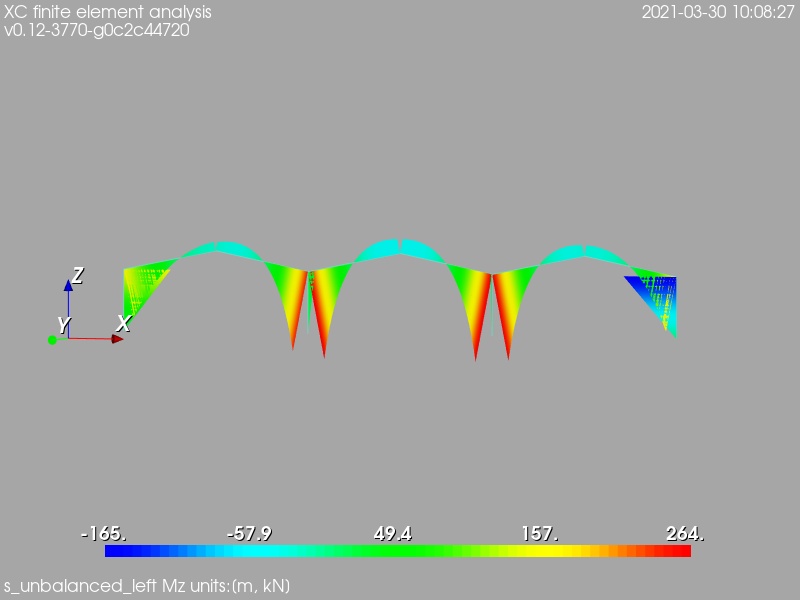 XC finite element analysis
2021-03-30 10:08:27
v0.12-3770-g0c2c44720
Z
Y
X
-165.
-57.9
49.4
157.
264.
s_unbalanced_left Mz units:[m, kN]